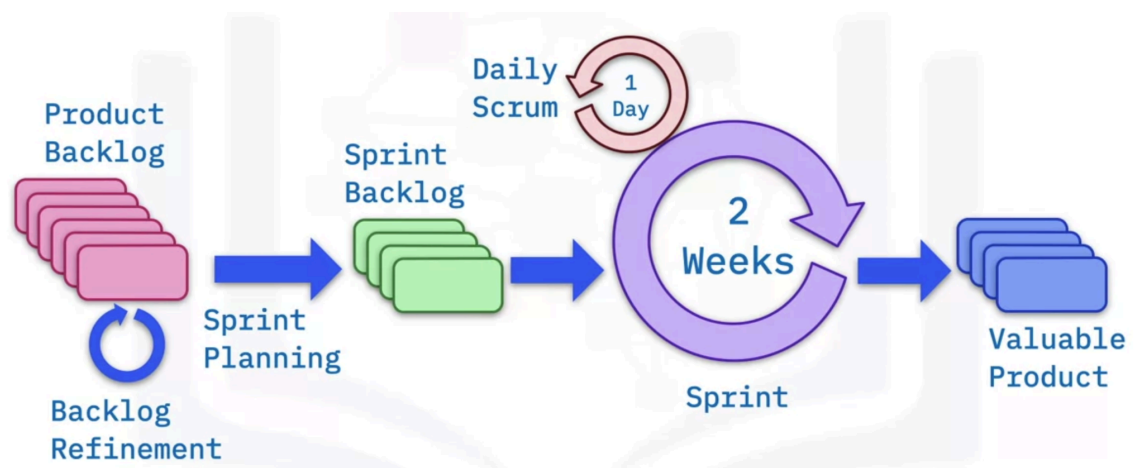 Product
Backlog
Backlog
Refinement
Sprint
Planning
Sprint
Backlog
Daily
Scrum
1
Day
2
Weeks
Sprint
Valuable
Product